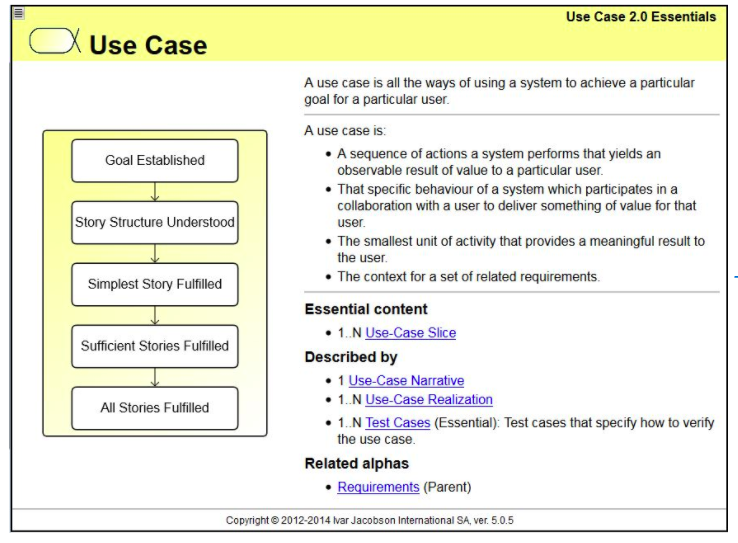 Use Case 2.0 Essentials
Use Case
A use case is all the ways of using a system to achieve a particular
goal for a particular user.
A use case is:
• A sequence of actions a system performs that yields an
observable result of value to a particular user.
• That specific behaviour of a system which participates in a
collaboration with a user to deliver something of value for that
user.
• The smallest unit of activity that provides a meaningful result to
the user.
• The context for a set of related requirements.
Goal Established
Story Structure Understood
Simplest Story Fulfilled
Sufficient Stories Fulfilled
All Stories Fulfilled
Essential content
• 1..N Use-Case Slice
Described by
• 1 Use-Case Narrative
• 1..N Use-Case Realization
• 1..N Test Cases (Essential): Test cases that specify how to verify
the use case.
Related alphas
• Requirements (Parent)
Copyright © 2012-2014 Ivar Jacobson International SA, ver. 5.0.5